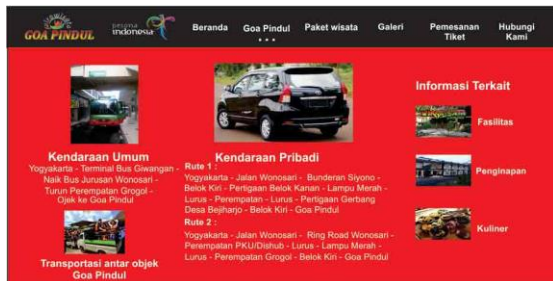 GOA PINDUL
pesona
indonesia
Beranda
Goa Pindul
Paket wisata
Galeri
Pemesanan
Tiket
Hubungi
Kami
Kendaraan Umum
Yogyakarta - Terminal Bus Giwangan -
Naik Bus Jurusan Wonosari -
Turun Perempatan Grogol -
Ojek ke Goa Pindul
Transportasi antar objek
Goa Pindul
Kendaraan Pribadi
Rute 1 :
Yogyakarta - Jalan Wonosari - Bunderan Siyono -
Belok Kiri - Pertigaan Belok Kanan - Lampu Merah -
Lurus - Perempatan - Lurus - Pertigaan Gerbang
Desa Bejiharjo - Belok Kiri - Goa Pindul
Rute 2 :
Yogyakarta - Jalan Wonosari - Ring Road Wonosari -
Perempatan PKU/Dishub - Lurus - Lampu Merah -
Lurus - Perempatan Grogol - Belok Kiri - Goa Pindul
Informasi Terkait
Fasilitas
Penginapan
Kuliner